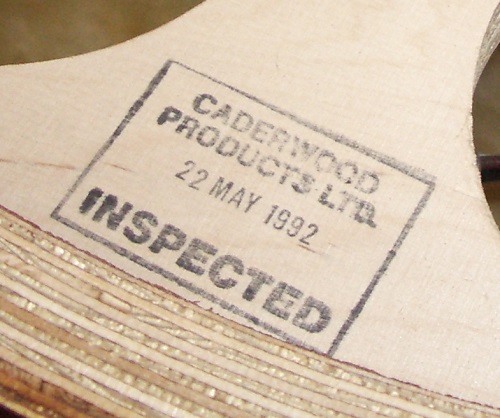 CADERWOOD
PRODUCTS LTD.
22 MAY 1992
INSPECTED